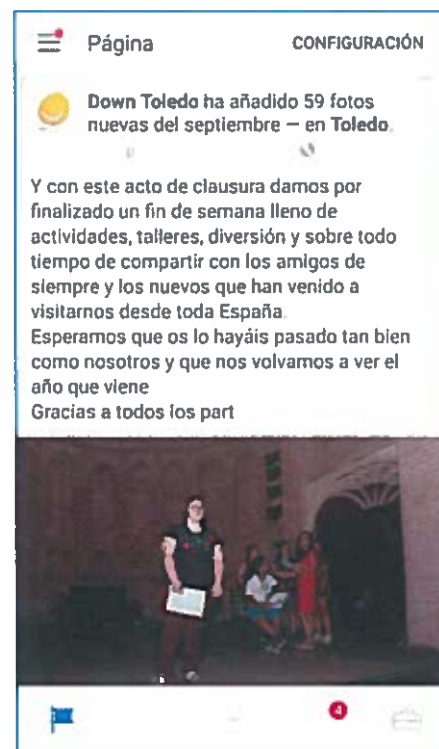 Página
CONFIGURACIÓN
Down Toledo ha añadido 59 fotos
nuevas del septiembre — en Toledo.
Y con este acto de clausura damos por
finalizado un fin de semana lleno de
actividades, talleres, diversión y sobre todo
tiempo de compartir con los amigos de
siempre y los nuevos que han venido a
visitarnos desde toda España.
Esperamos que os lo hayáis pasado tan bien
como nosotros y que nos volvamos a ver el
año que viene
Gracias a todos los part
4